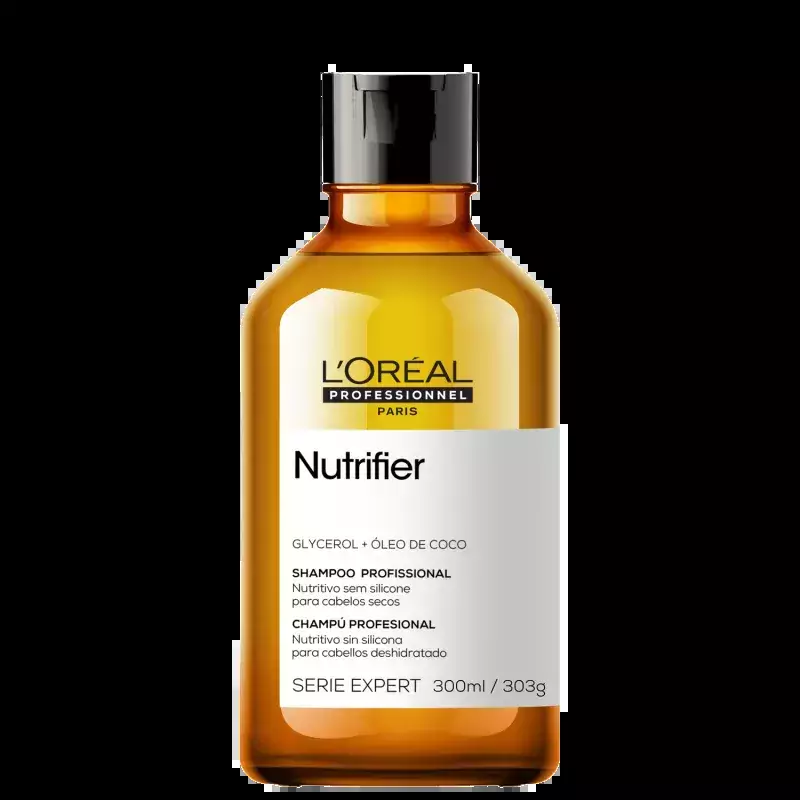 L'ORÉAL
PROFESSIONNEL
PARIS
Nutrifier
GLYCEROL + ÓLEO DE COCO
SHAMPOO PROFISSIONAL
Nutritivo sem silicone
para cabelos secos
CHAMPÚ PROFESIONAL
Nutritivo sin silicona
para cabellos deshidratado
SERIE EXPERT 300ml / 303g